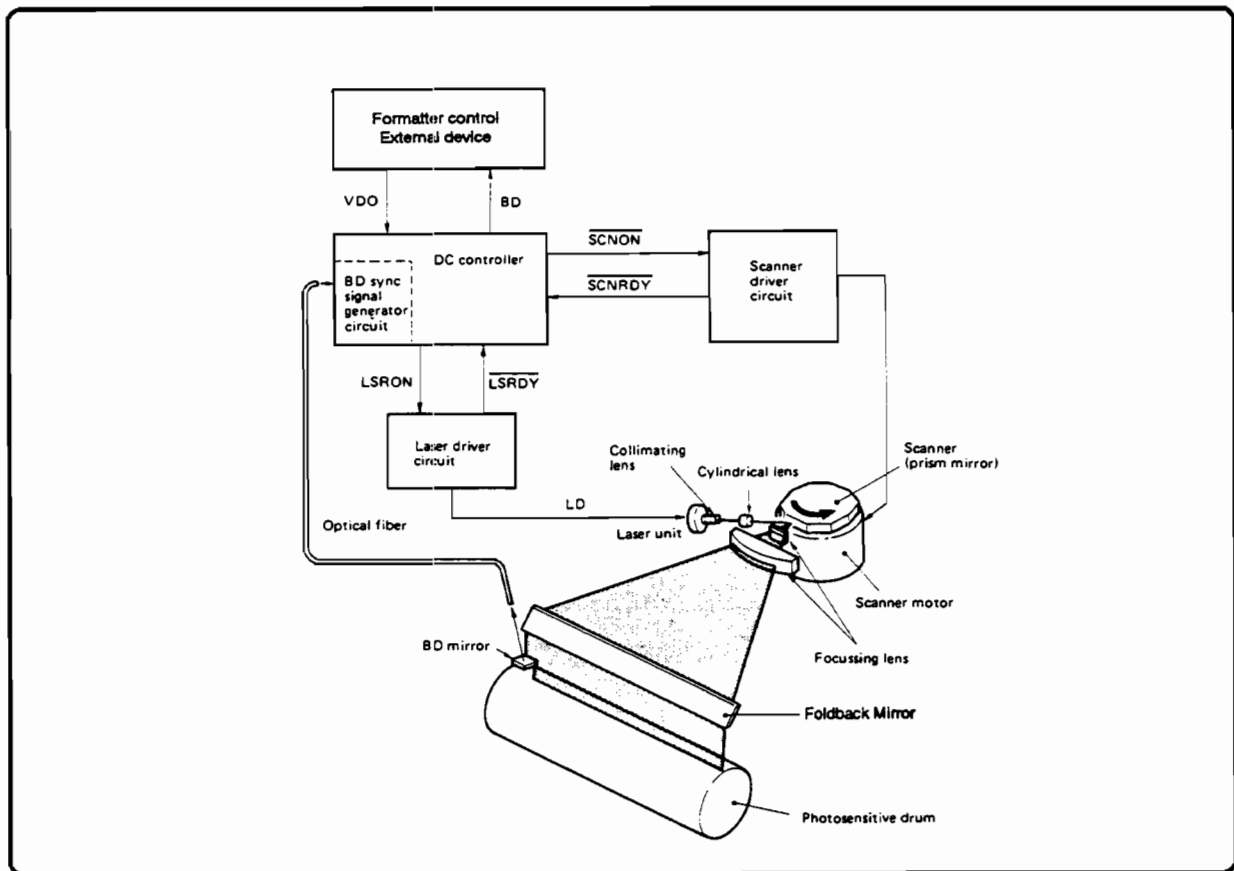 Formatter control
External device
VDO
BD
SCNON
DC controller
Scanner
driver
circuit
SCNRDY
BD sync
signal
generator
circuit
LSRON
LSRDY
Laser driver
circuit
Collimating
lens
Cylindrical lens
Scanner
(prism mirror)
LD
Laser unit
Optical fiber
Scanner motor
BD mirror
Focussing lens
Foldback Mirror
Photosensitive drum